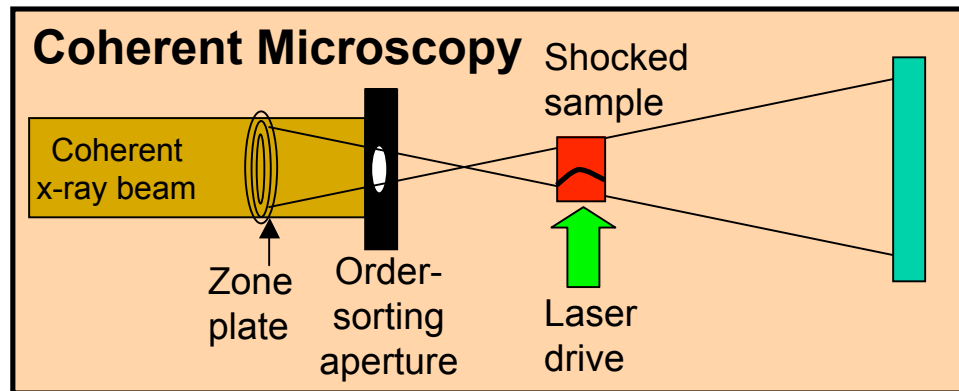 Coherent Microscopy
Shocked
sample
Coherent
x-ray beam
Zone
plate
Order-
sorting
aperture
Laser
drive